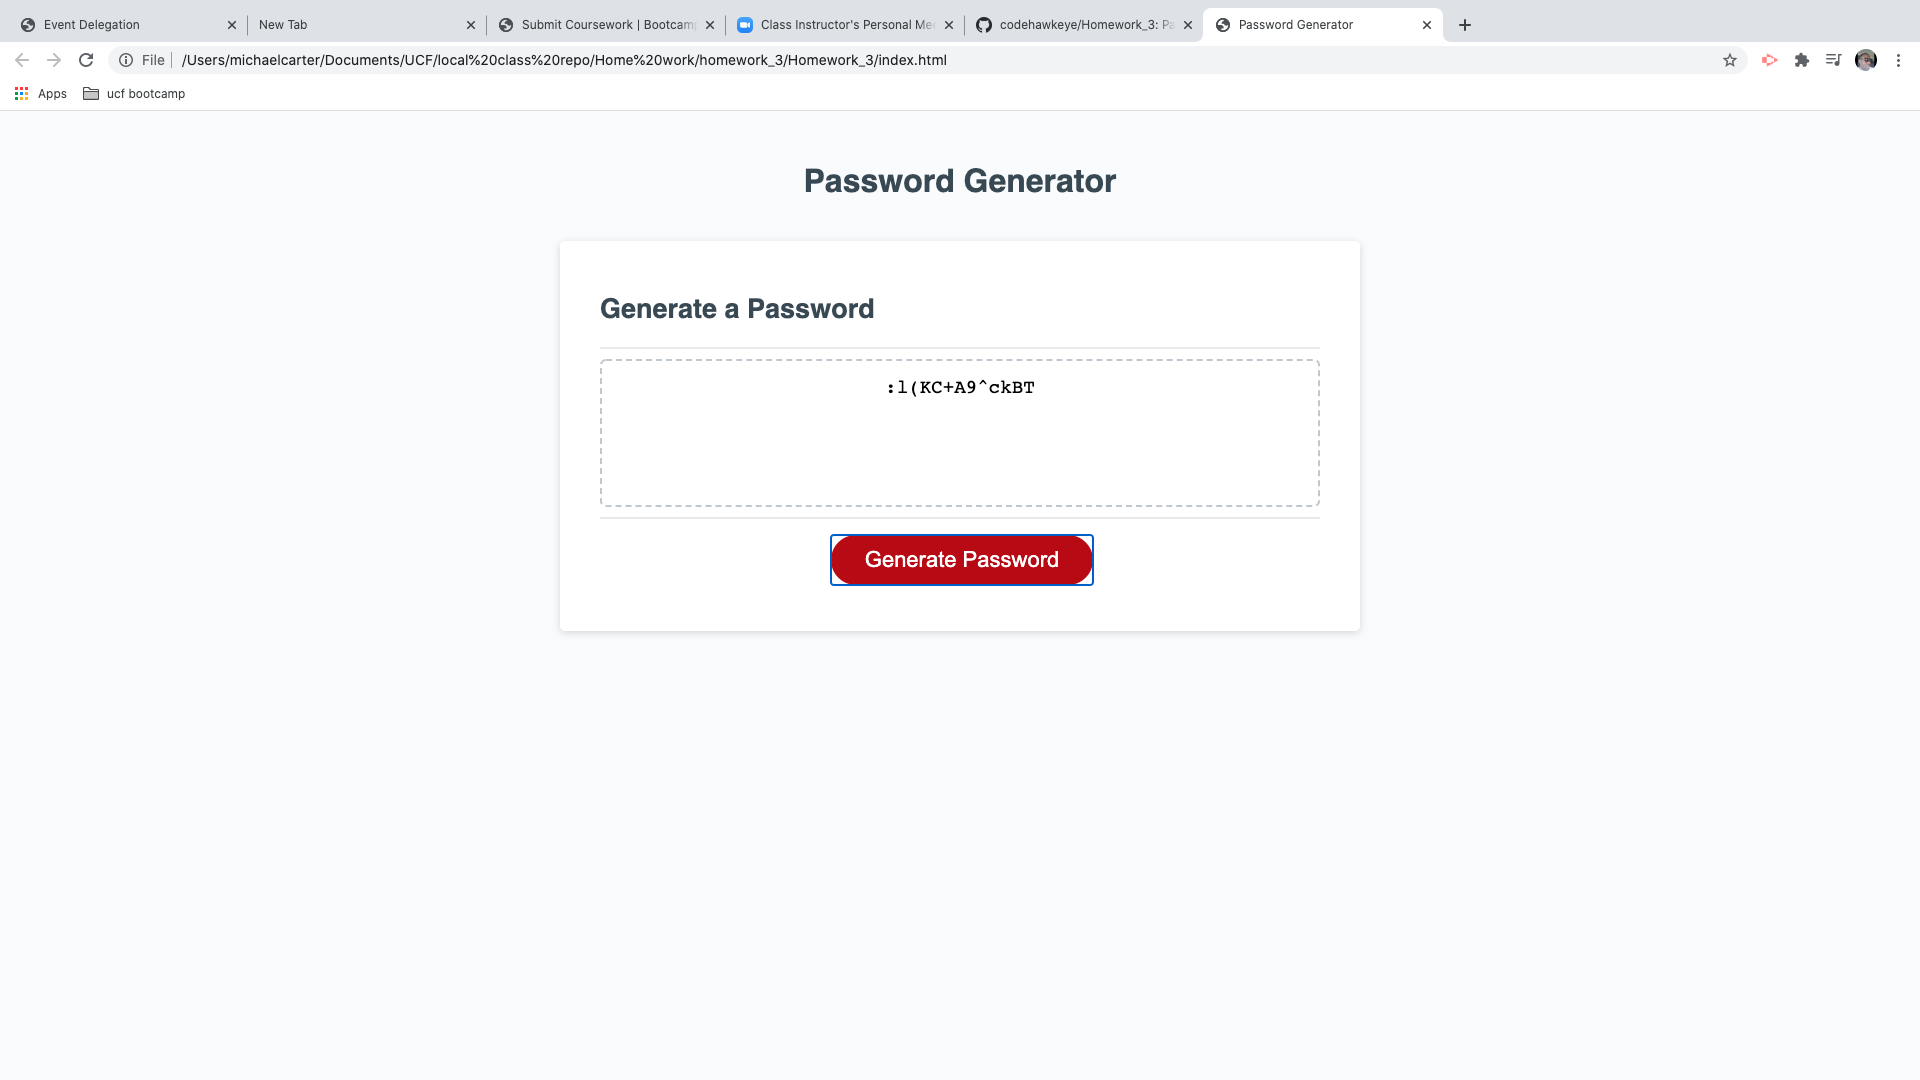 Event Delegation
New Tab
Submit Coursework | Bootcam
Class Instructor's Personal Me
codehawkeye/Homework_3: Pa
Password Generator
File
/Users/michaelcarter/Documents/UCF/local%20class%20repo/Home%20work/homework_3/Homework_3/index.html
Apps
ucf bootcamp
Password Generator
Generate a Password
:l(KC+A9^ckBT
Generate Password